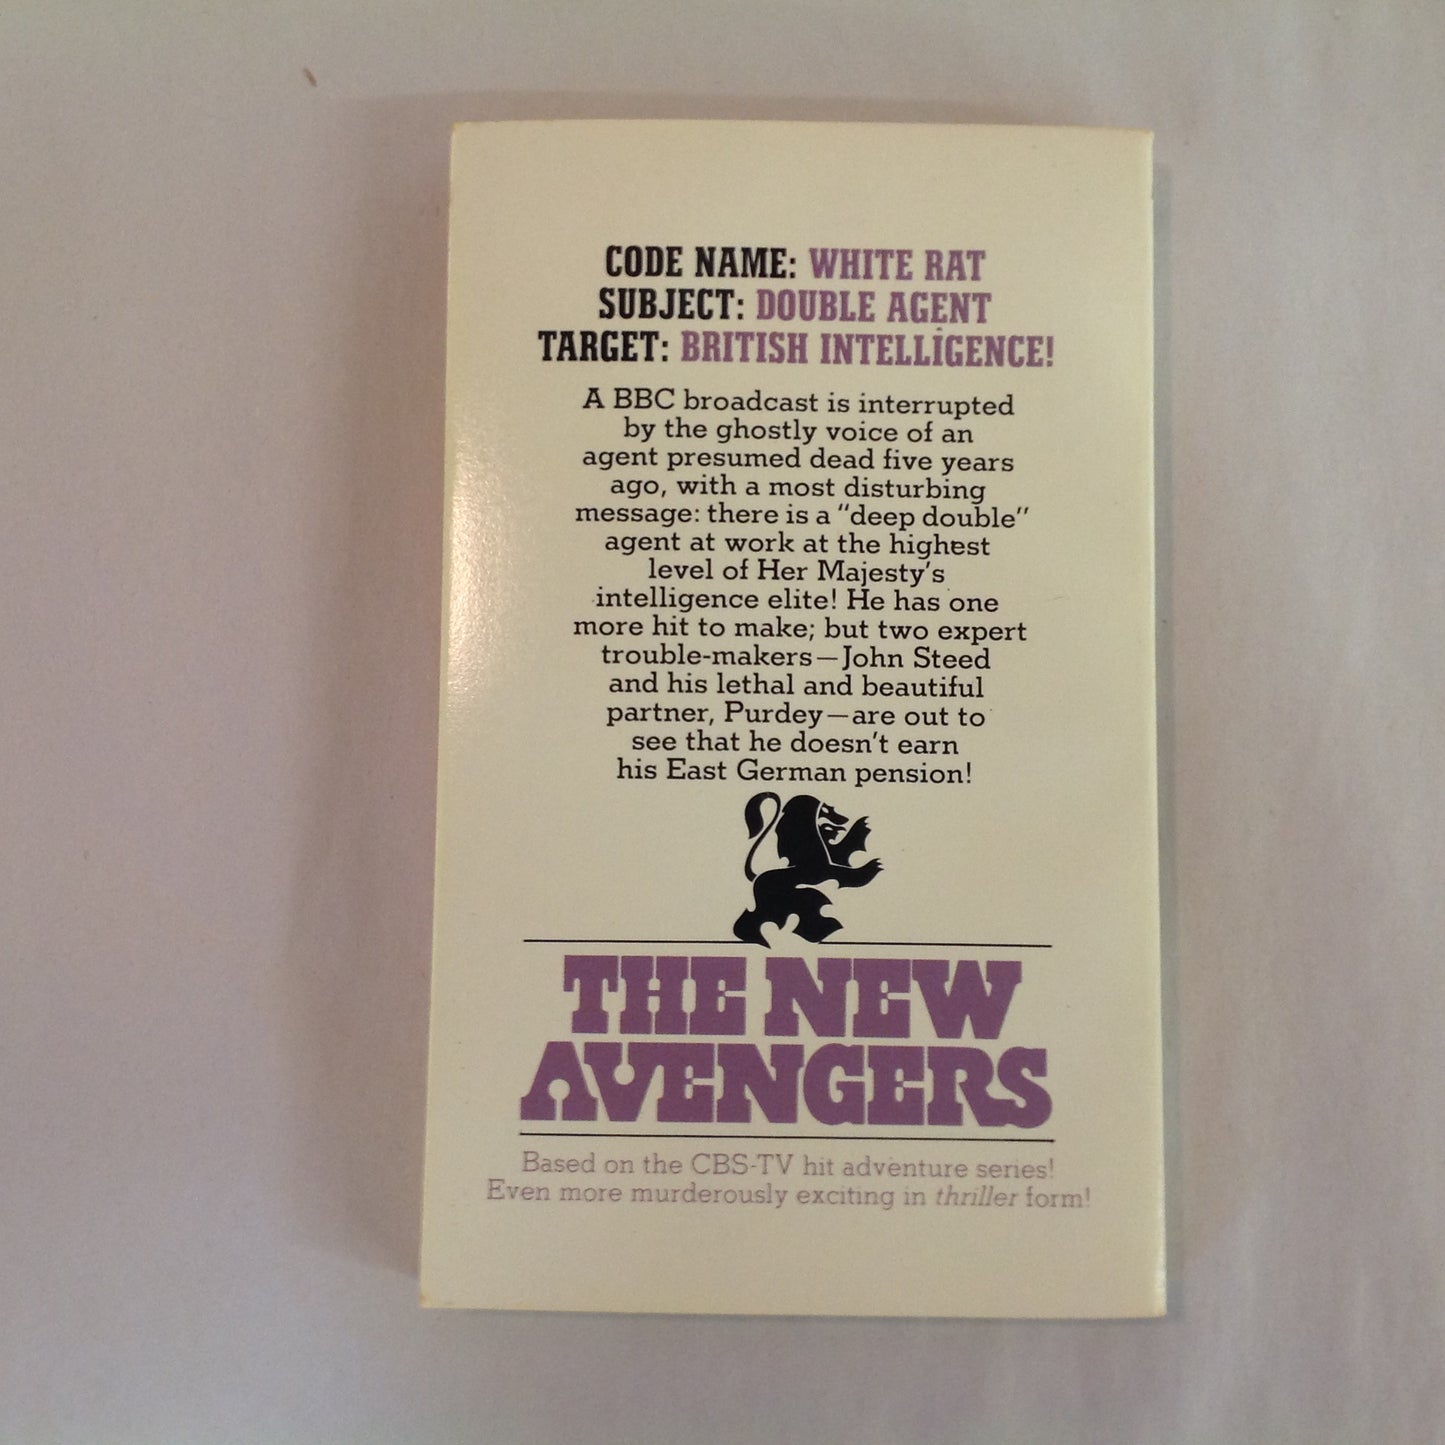 CODE NAME: WHITE RAT
SUBJECT: DOUBLE AGENT
TARGET: BRITISH INTELLIGENCE!
A BBC broadcast is interrupted
by the ghostly voice of an
agent presumed dead five years
ago, with a most disturbing
message: there is a "deep double"
agent at work at the highest
level of Her Majesty's
intelligence elite! He has one
more hit to make; but two expert
trouble-makers—John Steed
and his lethal and beautiful
partner, Purdey—are out to
see that he doesn't earn
his East German pension!
THE NEW
AVENGERS
Based on the CBS-TV hit adventure series!
Even more murderously exciting in thriller form!